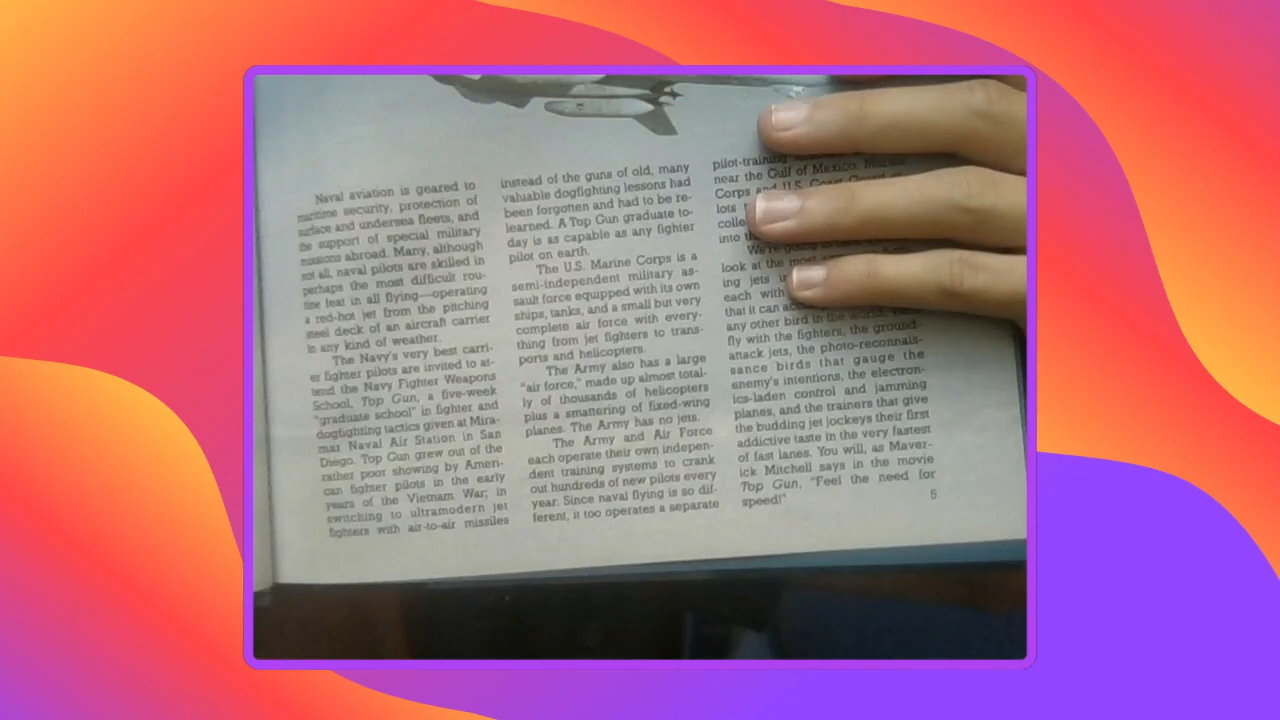 Naval aviation is geared to
maritime security, protection of
surface and undersea fleets, and
the support of special military
missions abroad. Many, although
not all, naval pilots are skilled in
perhaps the most difficult rou-
tine feat in all flying—operating
a red-hot jet from the pitching
steel deck of an aircraft carrier
in any kind of weather.
The Navy's very best carri-
er fighter pilots are invited to at-
tend the Navy Fighter Weapons
School, Top Gun, a five-week
"graduate school" in fighter and
dogfighting tactics given at Mira-
mar Naval Air Station in San
Diego. Top Gun grew out of the
rather poor showing by Ameri-
can fighter pilots in the early
years of the Vietnam War; in
switching to ultramodern jet
fighters with air-to-air missiles
instead of the guns of old, many
valuable dogfighting lessons had
been forgotten and had to be re-
learned. A Top Gun graduate to-
day is as capable as any fighter
pilot on earth.
The U.S. Marine Corps is a
semi-independent military as-
sault force equipped with its own
ships, tanks, and a small but very
complete air force with every-
thing from jet fighters to trans-
ports and helicopters.
The Army also has a large
"air force," made up almost total-
ly of thousands of helicopters
plus a smattering of fixed-wing
planes. The Army has no jets.
The Army and Air Force
each operate their own indepen-
dent training systems to crank
out hundreds of new pilots every
year. Since naval flying is so dif-
ferent, it too operates a separate
pilot-training
near the Gulf of Mexico. Marine
Corps and U.S. Coast Guard
lots
into the
We're going to
look at the most
ing jets
each with
that it can
any other bird in the world.
fly with the fighters, the ground-
attack jets, the photo-reconnais-
sance birds that gauge the
enemy's intentions, the electron-
ics-laden control and jamming
planes, and the trainers that give
the budding jet jockeys their first
addictive taste in the very fastest
of fast lanes. You will, as Maver-
ick Mitchell says in the movie
Top Gun, "Feel the need for
speed!"
5